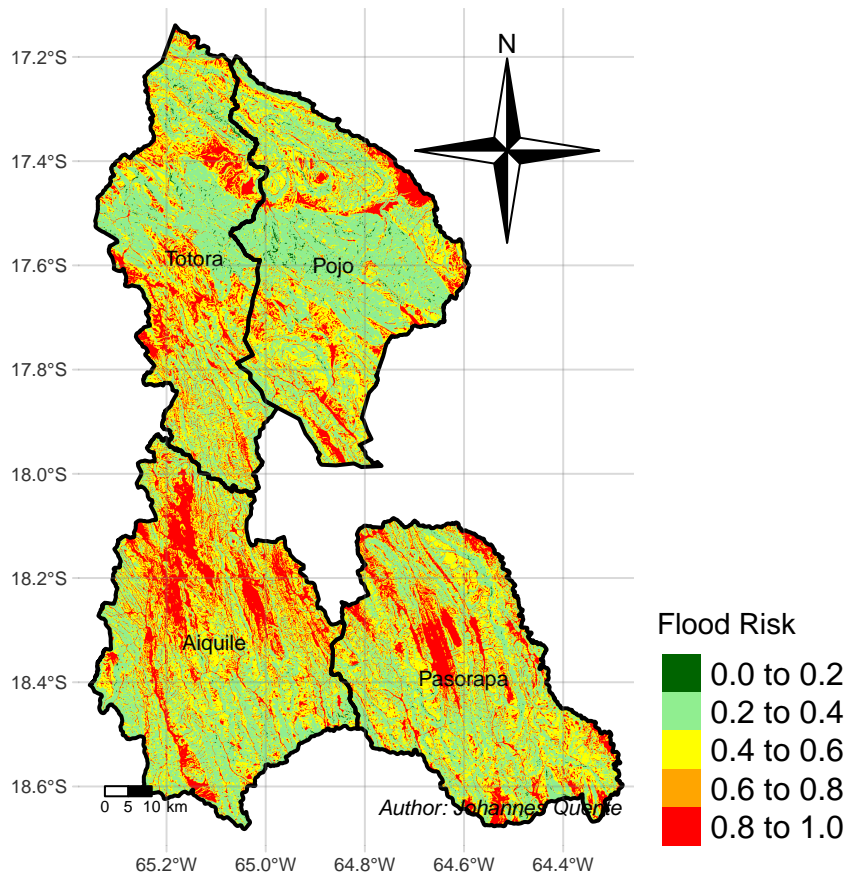 N
17.2°S
17.4°S
17.6°S
17.8°S
18.0°S
18.2°S
18.4°S
18.6°S
Totora
Pojo
Aiquile
Pasorapa
Flood Risk
0.0 to 0.2
0.2 to 0.4
0.4 to 0.6
0.6 to 0.8
0.8 to 1.0
0 5 10 km
Author: Johannes Quente
65.2°W 65.0°W 64.8°W 64.6°W 64.4°W